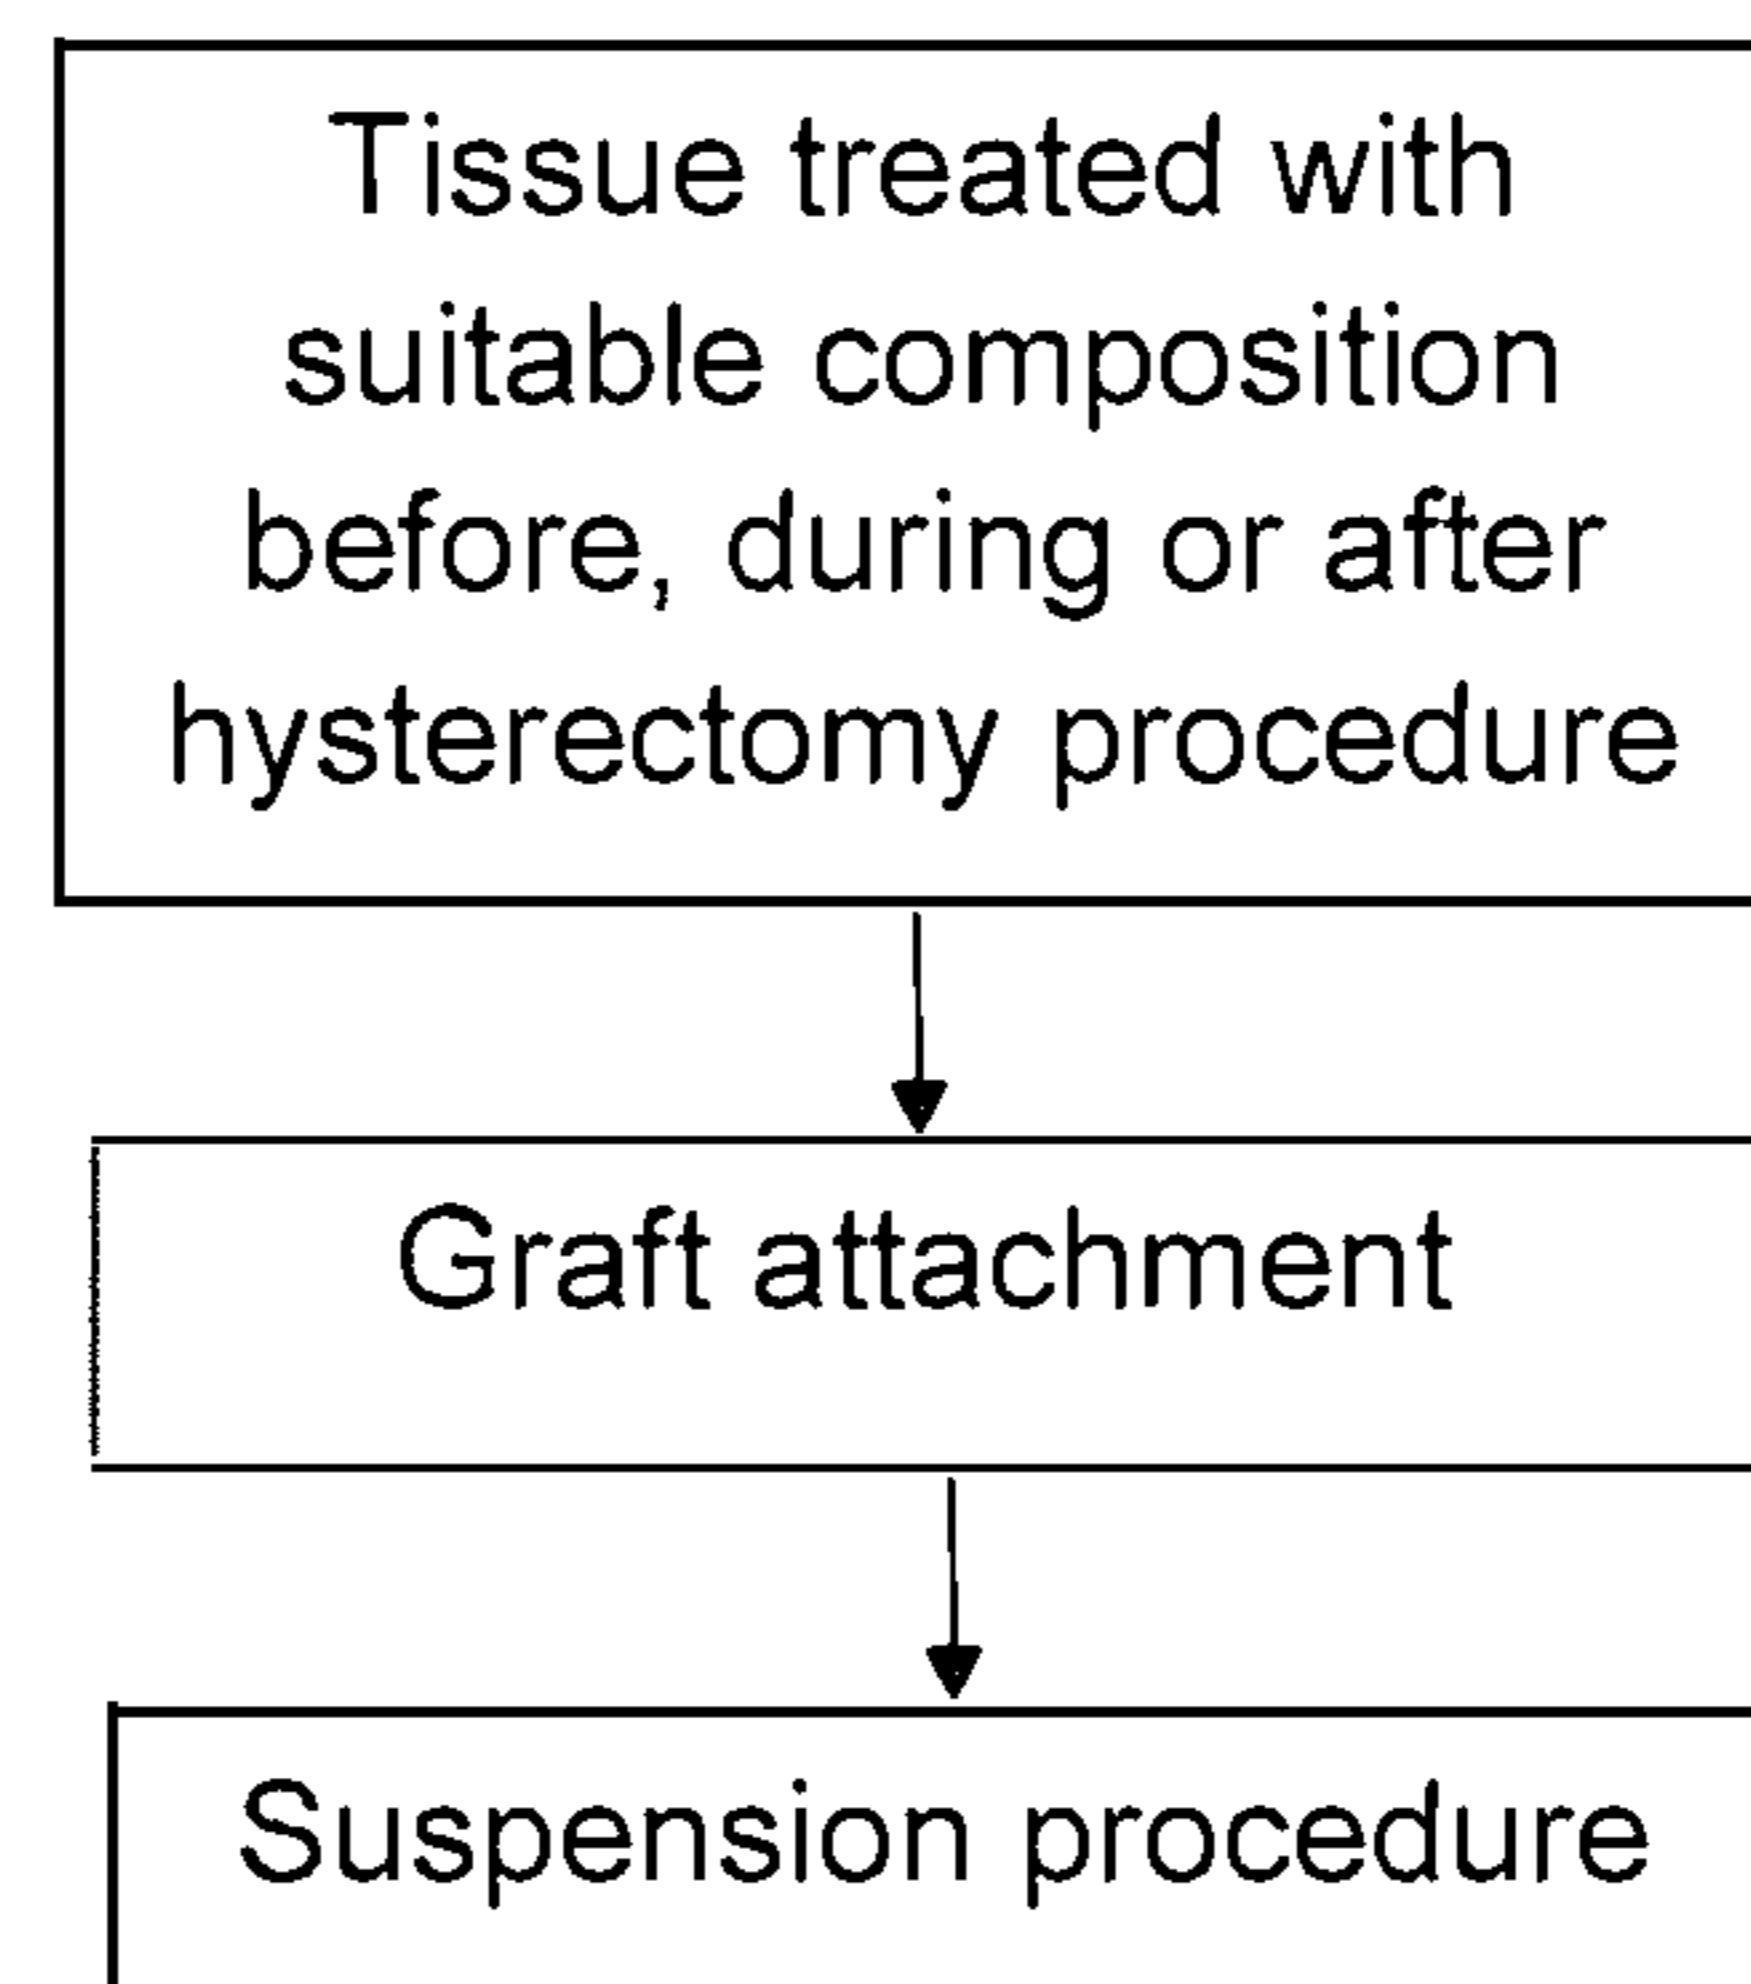 Tissue treated with
suitable composition
before, during or after
hysterectomy procedure
Graft attachment
Suspension procedure